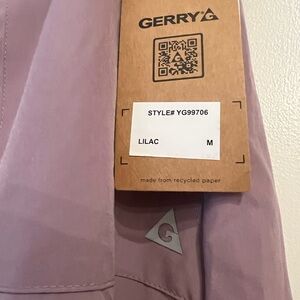 GERRY
STYLE# YG99706
LILAC M
made from recycled paper
G